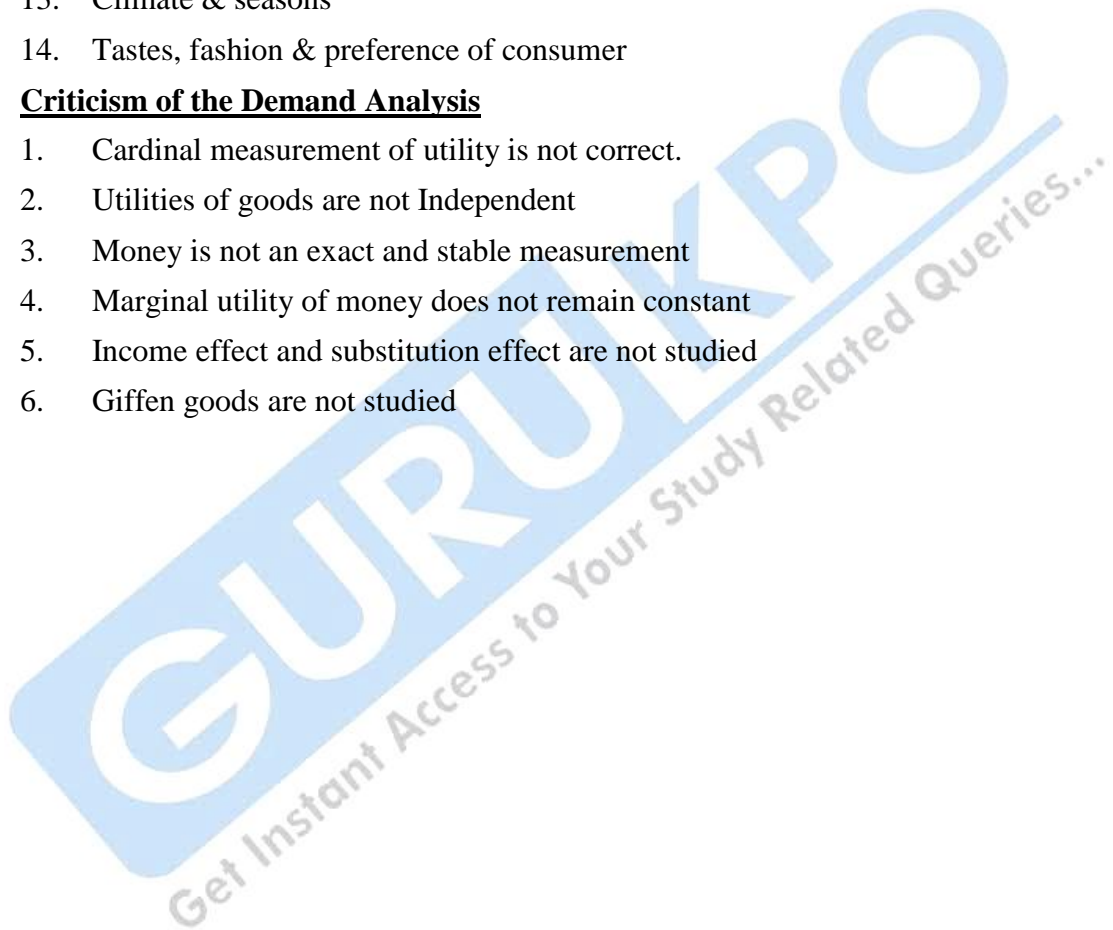 13. Climate & seasons
14. Tastes, fashion & preference of consumer
Criticism of the Demand Analysis
1. Cardinal measurement of utility is not correct.
2. Utilities of goods are not Independent
3. Money is not an exact and stable measurement
4. Marginal utility of money does not remain constant
5. Income effect and substitution effect are not studied
6. Giffen goods are not studied
GURUKPO
Get Instant Access to Your Study Related Queries...